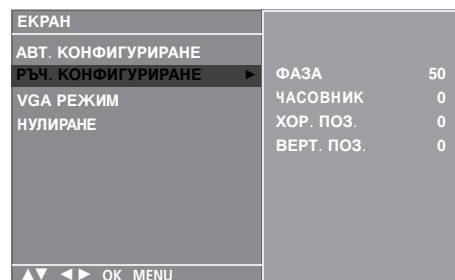 ЕКРАН
АВТ. КОНФИГУРИРАНЕ
РЪЧ. КОНФИГУРИРАНЕ ►
VGA РЕЖИМ
НУЛИРАНЕ
ФАЗА 50
ЧАСОВНИК 0
ХОР. ПОЗ. 0
ВЕРТ. ПОЗ. 0
▲▼ ◄► OK MENU